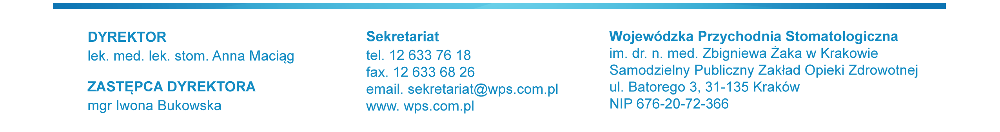 DYREKTOR
lek. med. lek. stom. Anna Maciąg
ZASTĘPCA DYREKTORA
mgr Iwona Bukowska
Sekretariat
tel. 12 633 76 18
fax. 12 633 68 26
email. sekretariat@wps.com.pl
www. wps.com.pl
Wojewódzka Przychodnia Stomatologiczna
im. dr. n. med. Zbigniewa Żaka w Krakowie
Samodzielny Publiczny Zakład Opieki Zdrowotnej
ul. Batorego 3, 31-135 Kraków
NIP 676-20-72-366